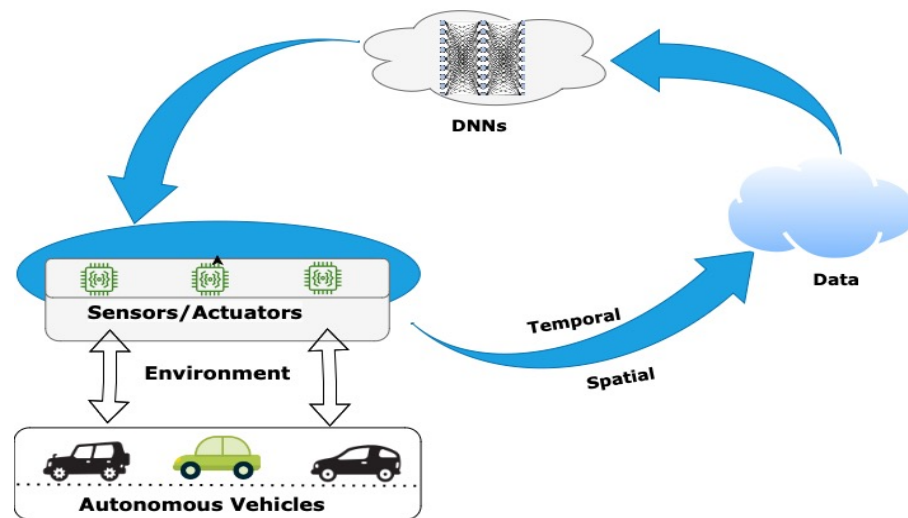 DNNs
Data
Sensors/Actuators
Temporal
Spatial
Environment
Autonomous Vehicles